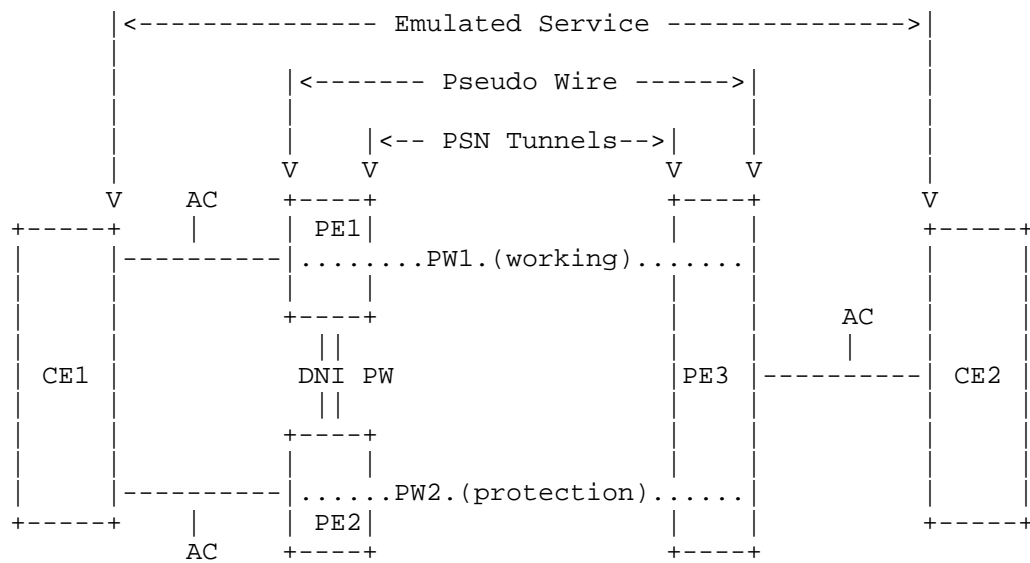 |<-------------- Emulated Service ---------------->|
|<------- Pseudo Wire ------>|
|<-- PSN Tunnels-->|
V V V V
V AC +----+ +----+ V
+-----+ | | PE1| | | +-----+
| |----------|........PW1.(working).......| | |
| | | | | | | |
| | +----+ | | AC | |
| | || | | | | |
| CE1 | DNI PW |PE3 |----------| CE2 |
| | || | | | |
| | +----+ | | | |
| | | | | | | |
| |----------|......PW2.(protection)......| | |
+-----+ | | PE2| | | +-----+
AC +----+ +----+